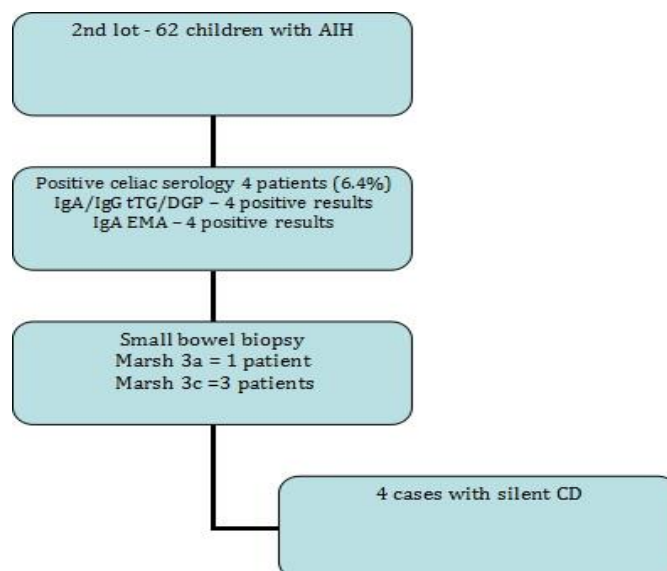 2nd lot - 62 children with AIH
Positive celiac serology 4 patients (6.4%)
IgA/IgG tTG/DGP – 4 positive results
IgA EMA – 4 positive results
Small bowel biopsy
Marsh 3a = 1 patient
Marsh 3c =3 patients
4 cases with silent CD